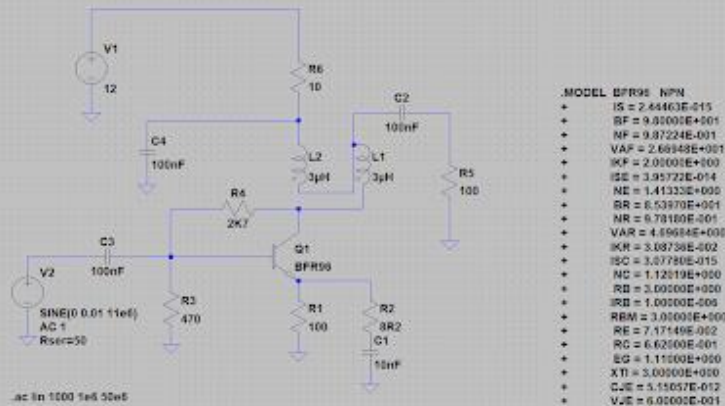 V1
12
R6
10
C2
100nF
C4
100nF
L2
3µH
L1
3µH
R5
100
R4
2K7
Q1
BFR96
C3
100nF
V2
SINE(0 0.01 11e6)
AC 1
Rser=50
R3
470
R1
100
R2
8R2
C1
10nF
.ac lin 1000 1e6 50e6
.MODEL BFR96 NPN
+ IS = 2.44463E-015
+ BF = 9.80000E+001
+ NF = 9.87224E-001
+ VAF = 2.66948E+001
+ IKF = 2.00000E+000
+ ISE = 3.95722E-014
+ NE = 1.41333E+000
+ BR = 8.53970E+001
+ NR = 9.78180E-001
+ VAR = 4.69684E+000
+ IKR = 3.08736E-002
+ ISC = 3.07780E-015
+ NC = 1.12019E+000
+ RB = 3.00000E+000
+ IRB = 1.00000E-006
+ RBM = 3.00000E+000
+ RE = 7.17149E-002
+ RC = 6.62000E-001
+ EG = 1.11000E+000
+ XTI = 3.00000E+000
+ CJE = 5.15057E-012
+ VJE = 6.00000E-001